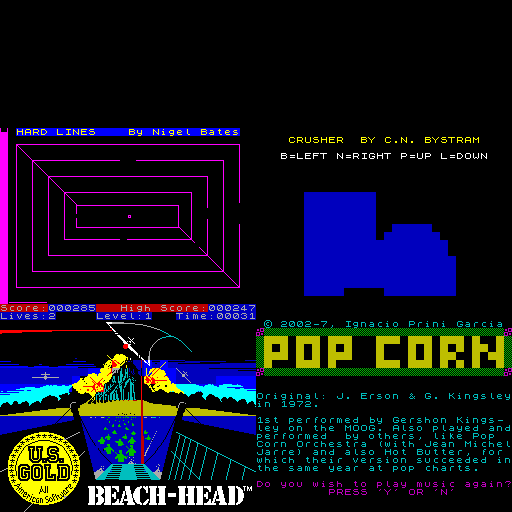 HARD LINES    By Nigel Bates
Score:000285   High Score:000247
Lives:2     Level:1   Time:00031
CRUSHER  BY C.N. BYSTRAM
B=LEFT N=RIGHT P=UP L=DOWN
U.S.
GOLD
All
American Software
BEACH-HEAD™
© 2002-7, Ignacio Prini Garcia
POP CORN
Original: J. Erson & G. Kingsley
in 1972.
1st performed by Gershon Kings-
ley on the MOOG. Also played and
performed  by others, like Pop
Corn Orchestra (with Jean Michel
Jarre) and also Hot Butter, for
which their version succeeded in
the same year at pop charts.
Do you wish to play music again?
PRESS "Y" OR "N"